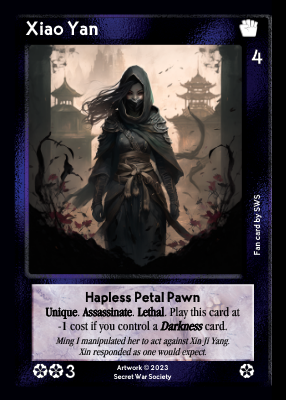 Xiao Yan
4
Fan card by SWS
Hapless Petal Pawn
Unique. Assassinate. Lethal. Play this card at
-1 cost if you control a Darkness card.
Ming I manipulated her to act against Xin Ji Yang.
Xin responded as one would expect.
3
Artwork © 2023
Secret War Society